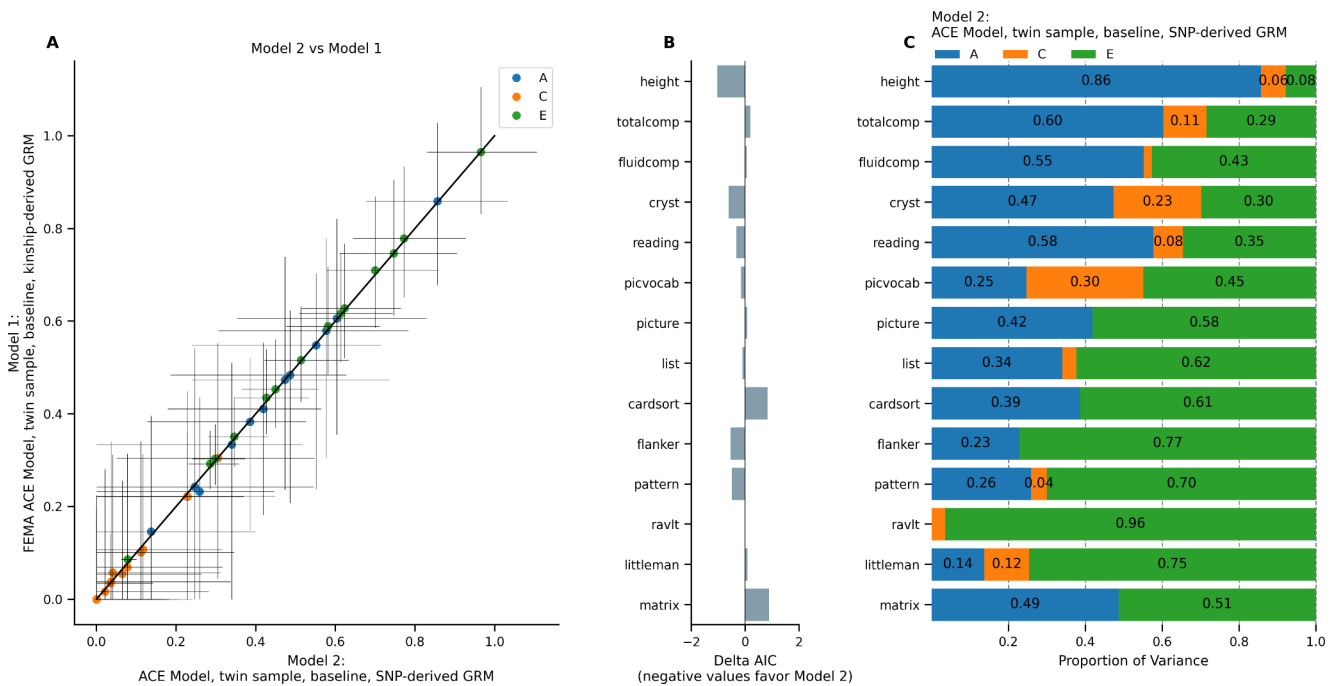 A
Model 2 vs Model 1
A
C
E
1.0
0.8
0.6
0.4
0.2
0.0
0.0
0.2
0.4
0.6
0.8
1.0
Model 1:
FEMA ACE Model, twin sample, baseline, kinship-derived GRM
Model 2:
ACE Model, twin sample, baseline, SNP-derived GRM
B
height
totalcomp
fluidcomp
cryst
reading
picvocab
picture
list
cardsort
flanker
pattern
ravlt
littleman
matrix
−2
0
2
Delta AIC
(negative values favor Model 2)
Model 2:
ACE Model, twin sample, baseline, SNP-derived GRM
C
A
C
E
height 0.86 0.06 0.08
totalcomp 0.60 0.11 0.29
fluidcomp 0.55 0.43
cryst 0.47 0.23 0.30
reading 0.58 0.08 0.35
picvocab 0.25 0.30 0.45
picture 0.42 0.58
list 0.34 0.62
cardsort 0.39 0.61
flanker 0.23 0.77
pattern 0.26 0.04 0.70
ravlt 0.96
littleman 0.14 0.12 0.75
matrix 0.49 0.51
0.2
0.4
0.6
0.8
1.0
Proportion of Variance